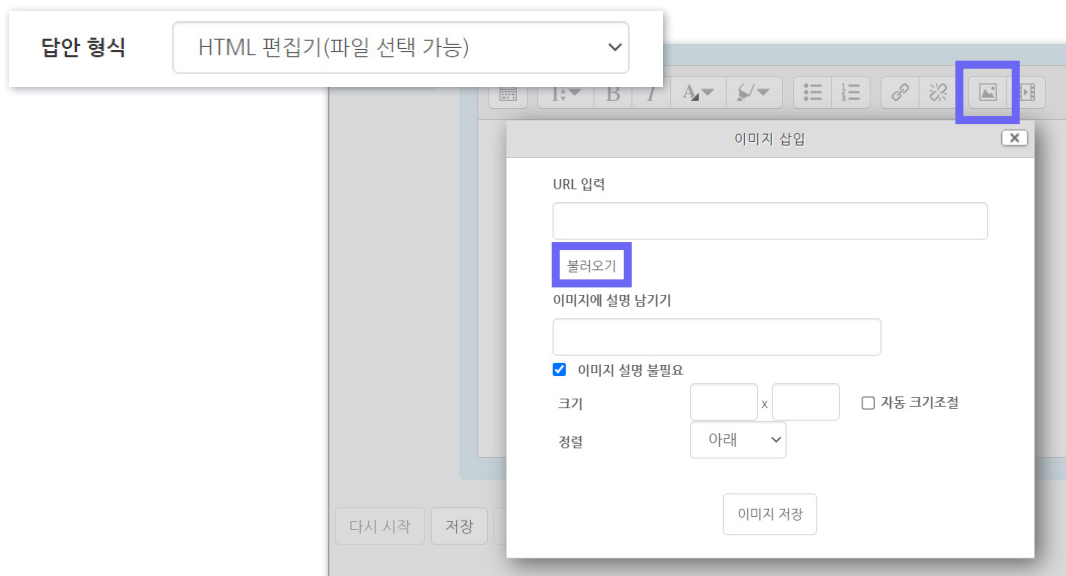 답안 형식
HTML 편집기(파일 선택 가능)
B I A
이미지 삽입
URL 입력
불러오기
이미지에 설명 남기기
이미지 설명 불필요
크기 x 자동 크기조절
정렬 아래
이미지 저장
다시 시작 저장